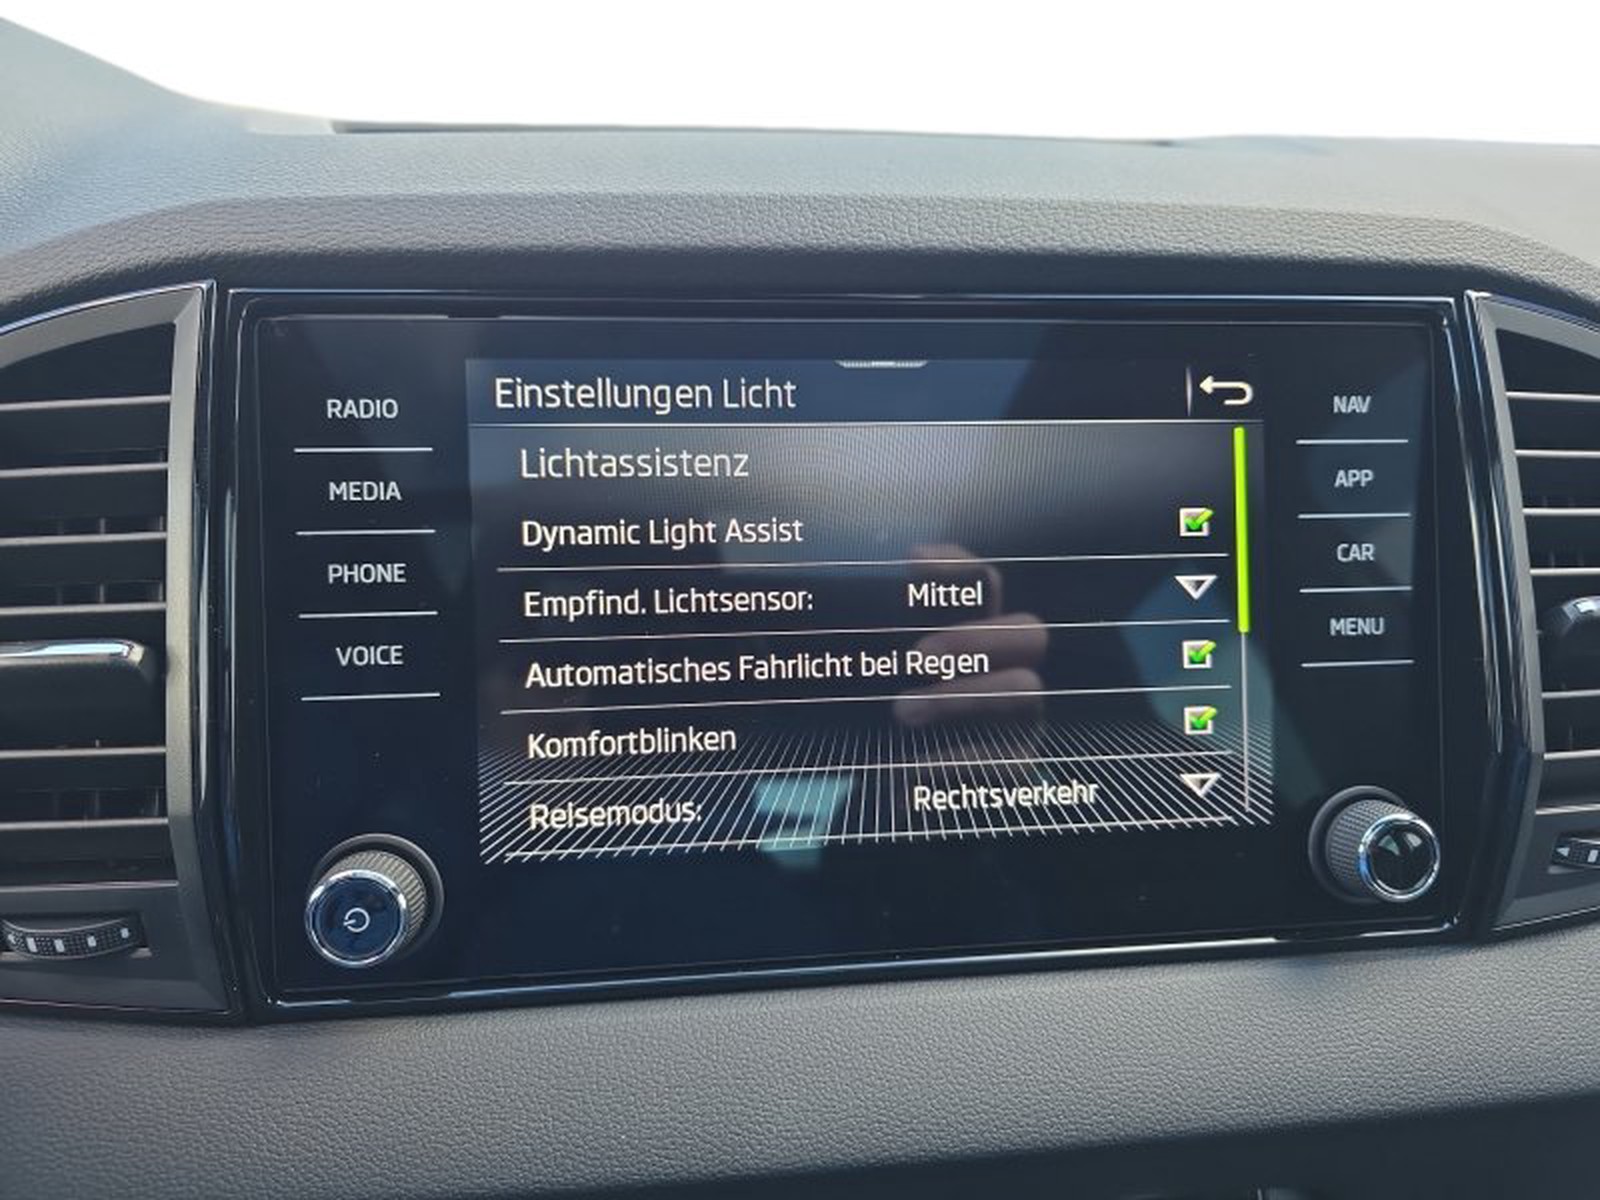 RADIO
MEDIA
PHONE
VOICE
Einstellungen Licht
Lichtassistenz
Dynamic Light Assist
Empfind. Lichtsensor: Mittel
Automatisches Fahrlicht bei Regen
Komfortblinken
Reisemodus: Rechtsverkehr
NAV
APP
CAR
MENU